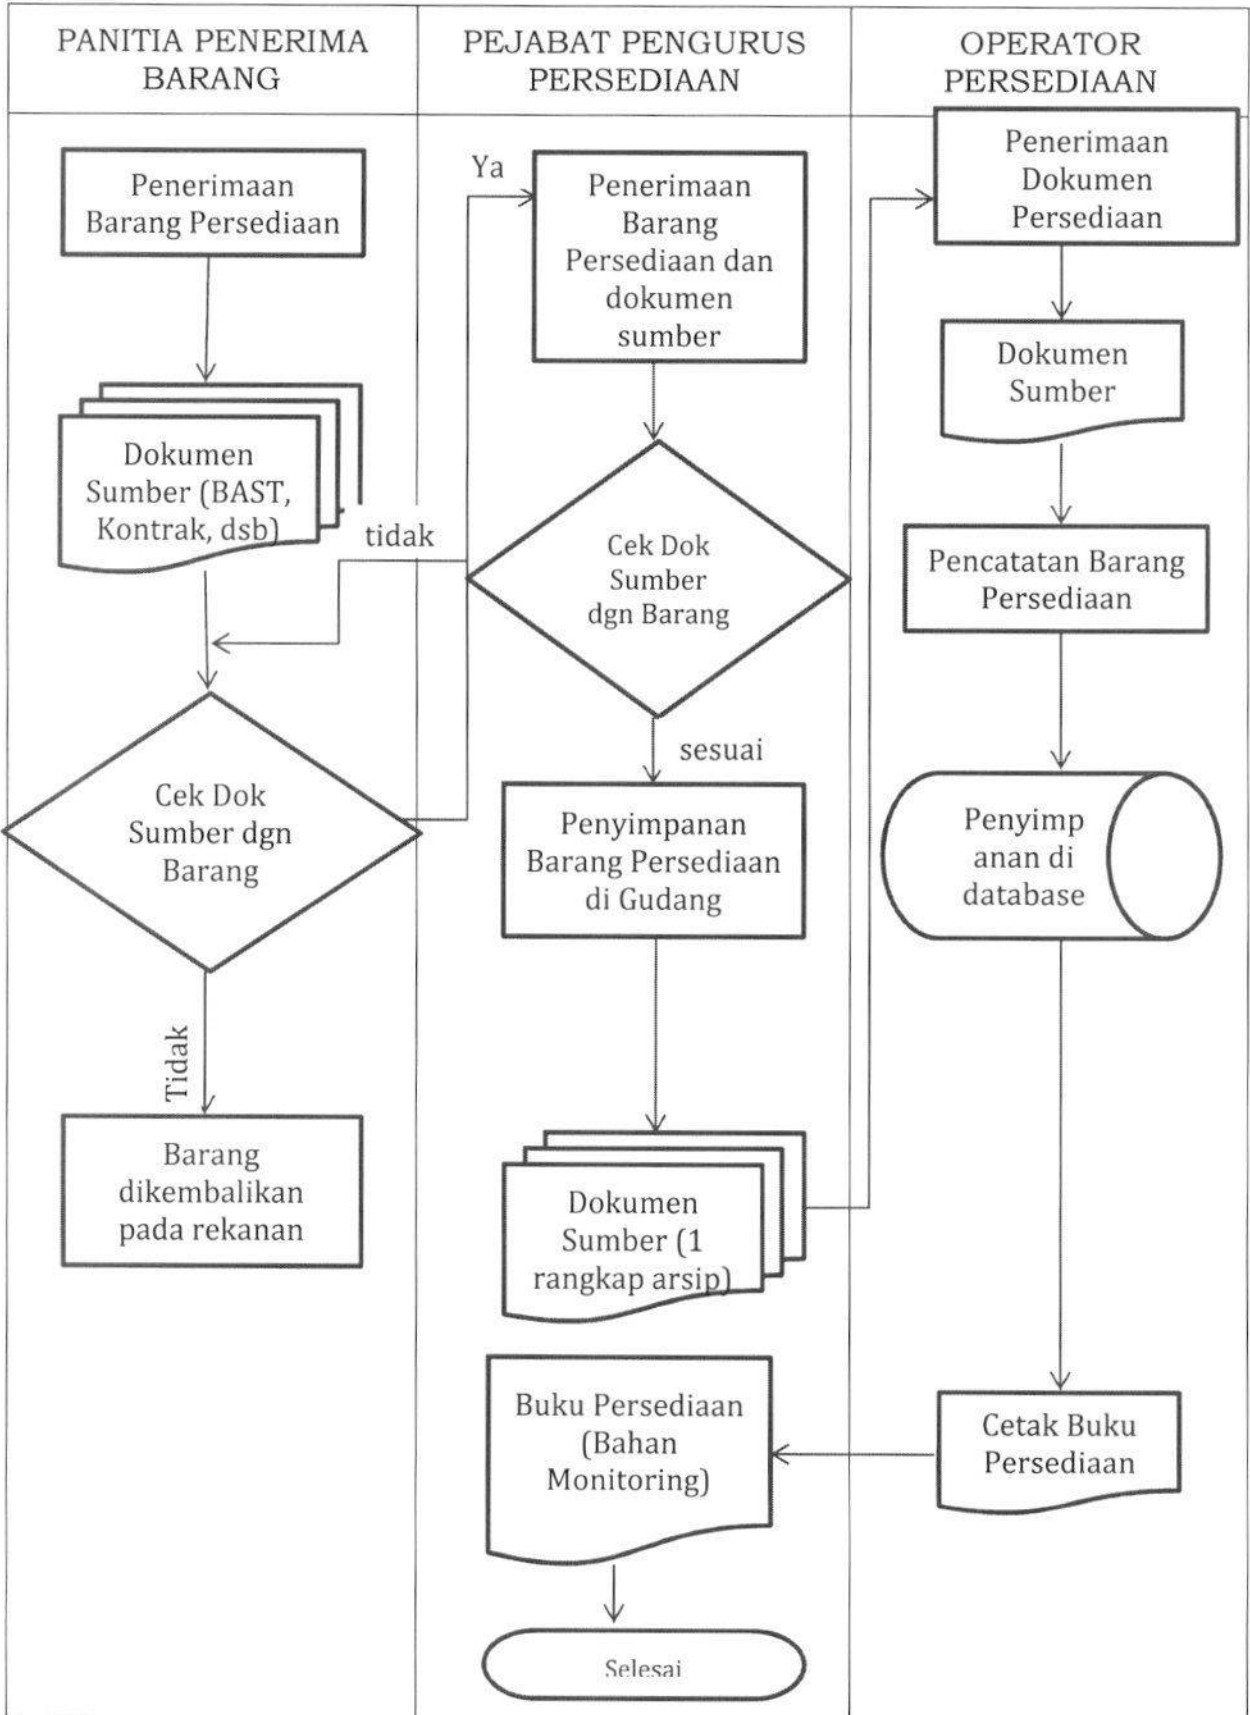 PANITIA PENERIMA
BARANG
PEJABAT PENGURUS
PERSEDIAAN
OPERATOR
PERSEDIAAN
Penerimaan
Barang Persediaan
Dokumen
Sumber (BAST,
Kontrak, dsb)
tidak
Cek Dok
Sumber dgn
Barang
Tidak
Barang
dikembalikan
pada rekanan
Ya
Penerimaan
Barang
Persediaan dan
dokumen
sumber
Cek Dok
Sumber
dgn Barang
sesuai
Penyimpanan
Barang Persediaan
di Gudang
Dokumen
Sumber (1
rangkap arsip)
Buku Persediaan
(Bahan
Monitoring)
Selesai
Penerimaan
Dokumen
Persediaan
Dokumen
Sumber
Pencatatan Barang
Persediaan
Penyimp
anan di
database
Cetak Buku
Persediaan